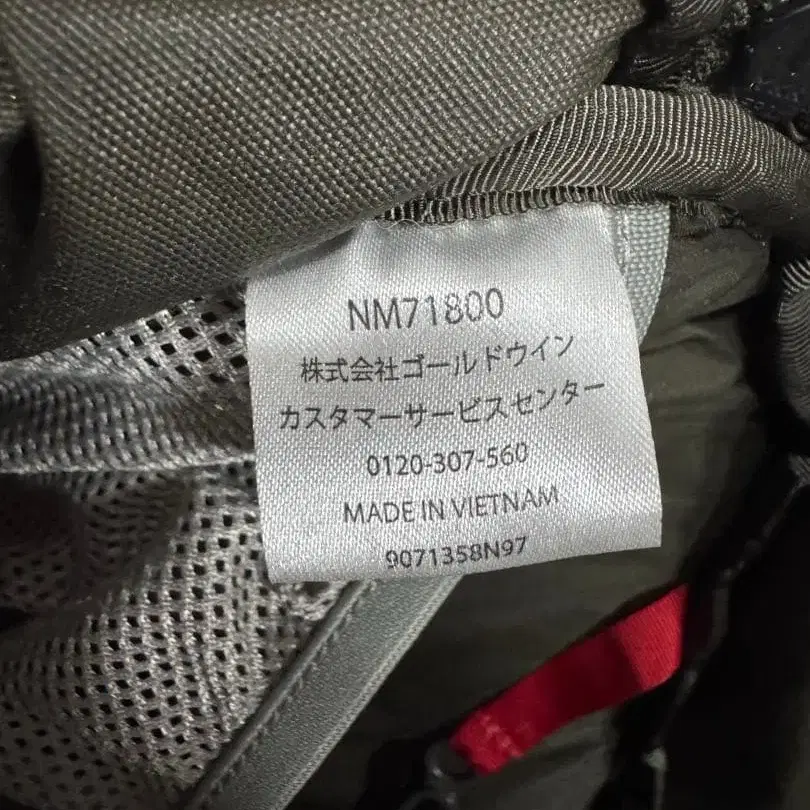 NM71800
株式会社ゴールドウイン
カスタマーサービスセンター
0120-307-560
MADE IN VIETNAM
9071358N97